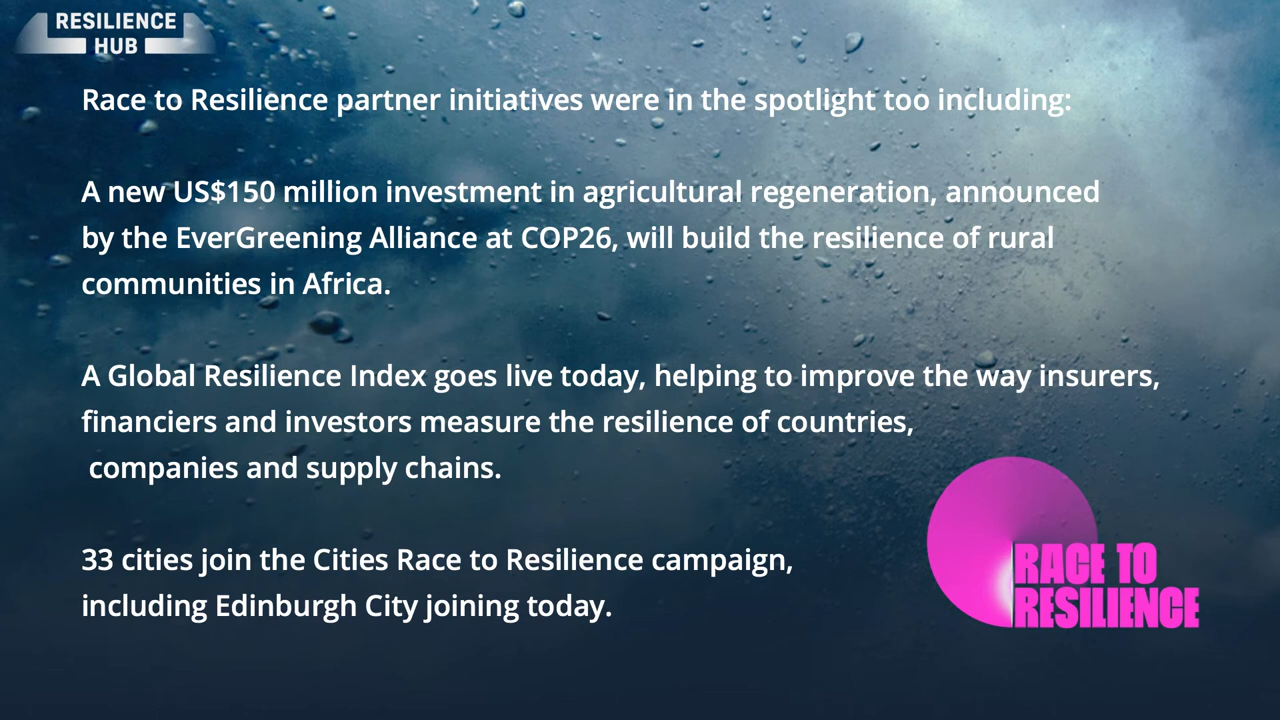 RESILIENCE
HUB
Race to Resilience partner initiatives were in the spotlight too including:
A new US$150 million investment in agricultural regeneration, announced
by the EverGreening Alliance at COP26, will build the resilience of rural
communities in Africa.
A Global Resilience Index goes live today, helping to improve the way insurers,
financiers and investors measure the resilience of countries,
companies and supply chains.
33 cities join the Cities Race to Resilience campaign,
including Edinburgh City joining today.
RACE TO
RESILIENCE